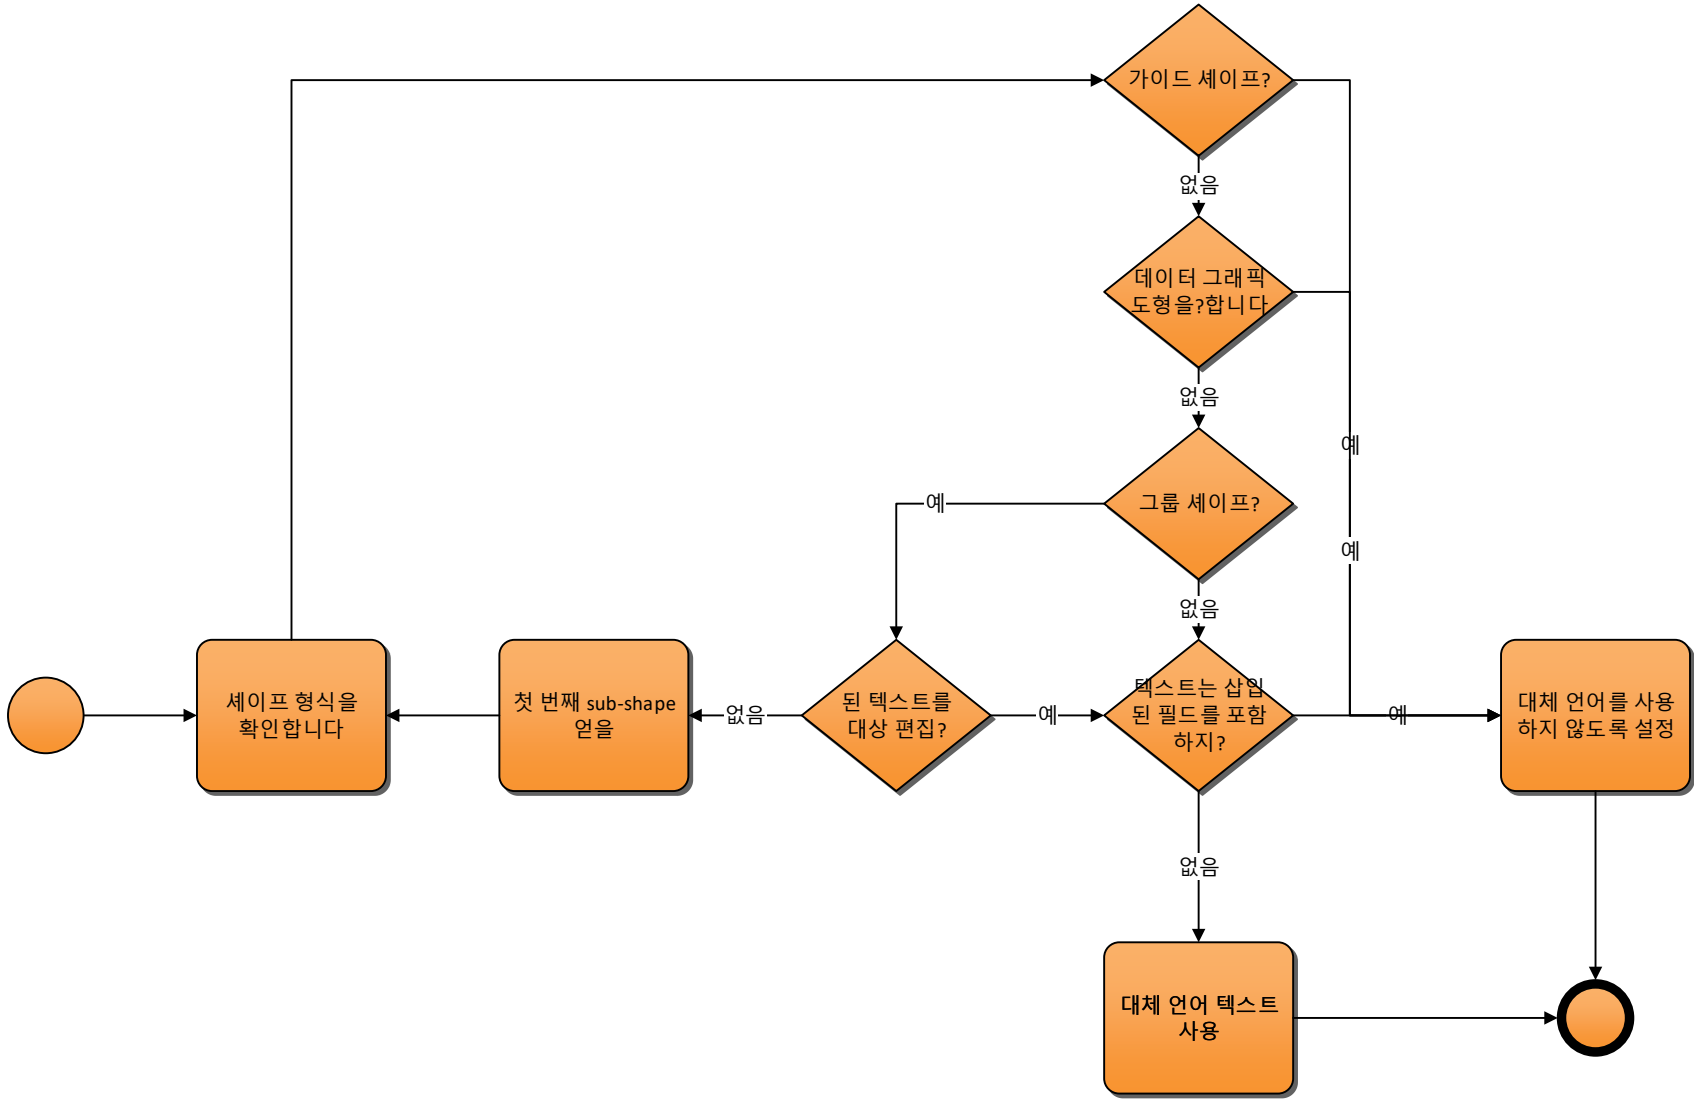 가이드 셰이프?
없음
데이터 그래픽
도형을?합니다
없음
예
그룹 셰이프?
예
예
없음
셰이프 형식을
확인합니다
첫 번째 sub-shape
얻을
없음
된 텍스트를
대상 편집?
예
텍스트는 삽입
된 필드를 포함
하지?
예
대체 언어를 사용
하지 않도록 설정
없음
대체 언어 텍스트
사용